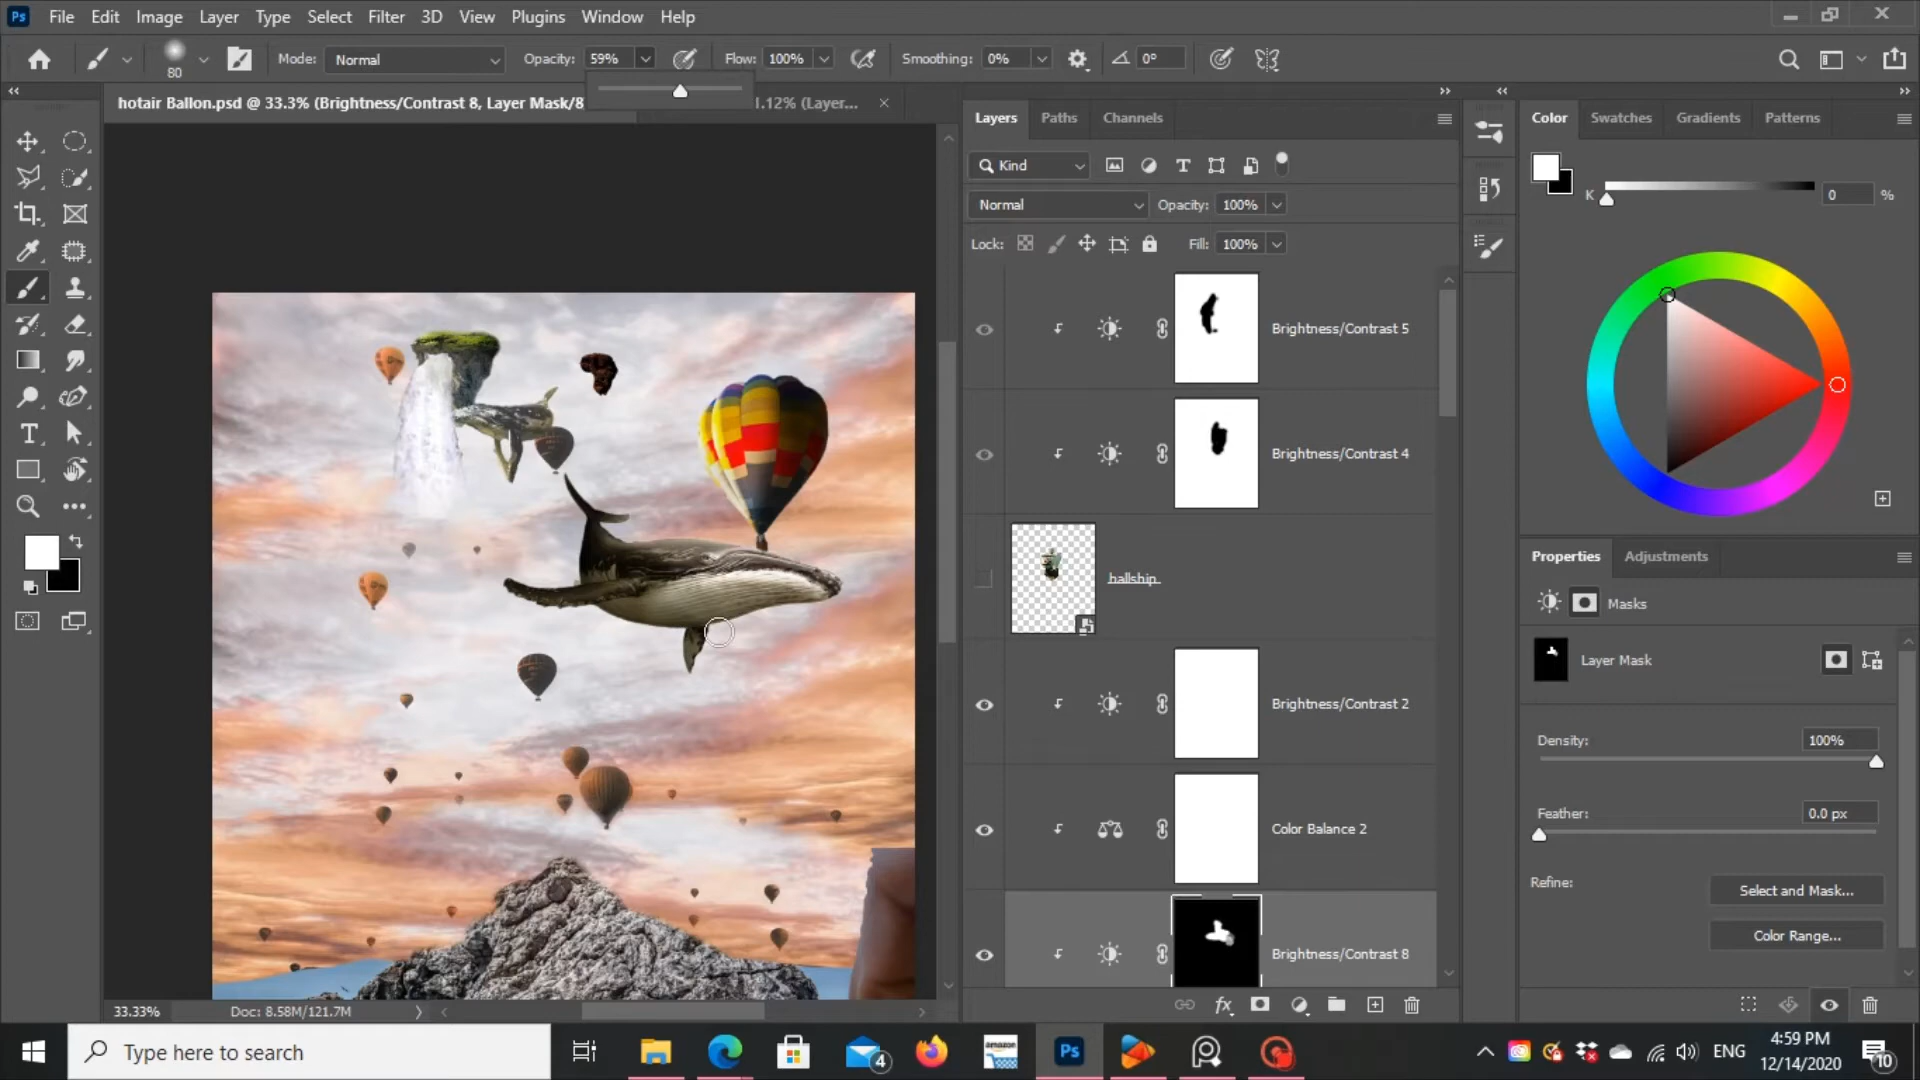 Ps File Edit Image Layer Type Select Filter 3D View Plugins Window Help
80 Mode: Normal Opacity: 59% Flow: 100% Smoothing: 0% 0°
hotair Ballon.psd @ 33.3% (Brightness/Contrast 8, Layer Mask/8
.12% (Layer...
Layers Paths Channels
Kind
Normal Opacity: 100%
Lock: Fill: 100%
Brightness/Contrast 5
Brightness/Contrast 4
hallship
Brightness/Contrast 2
Color Balance 2
Brightness/Contrast 8
Color Swatches Gradients Patterns
K 0 %
Properties Adjustments
Masks
Layer Mask
Density: 100%
Feather: 0.0 px
Refine: Select and Mask...
Color Range...
33.33% Doc: 8.58M/121.7M
Type here to search
4
amazon
Ps
ENG
4:59 PM
12/14/2020
10